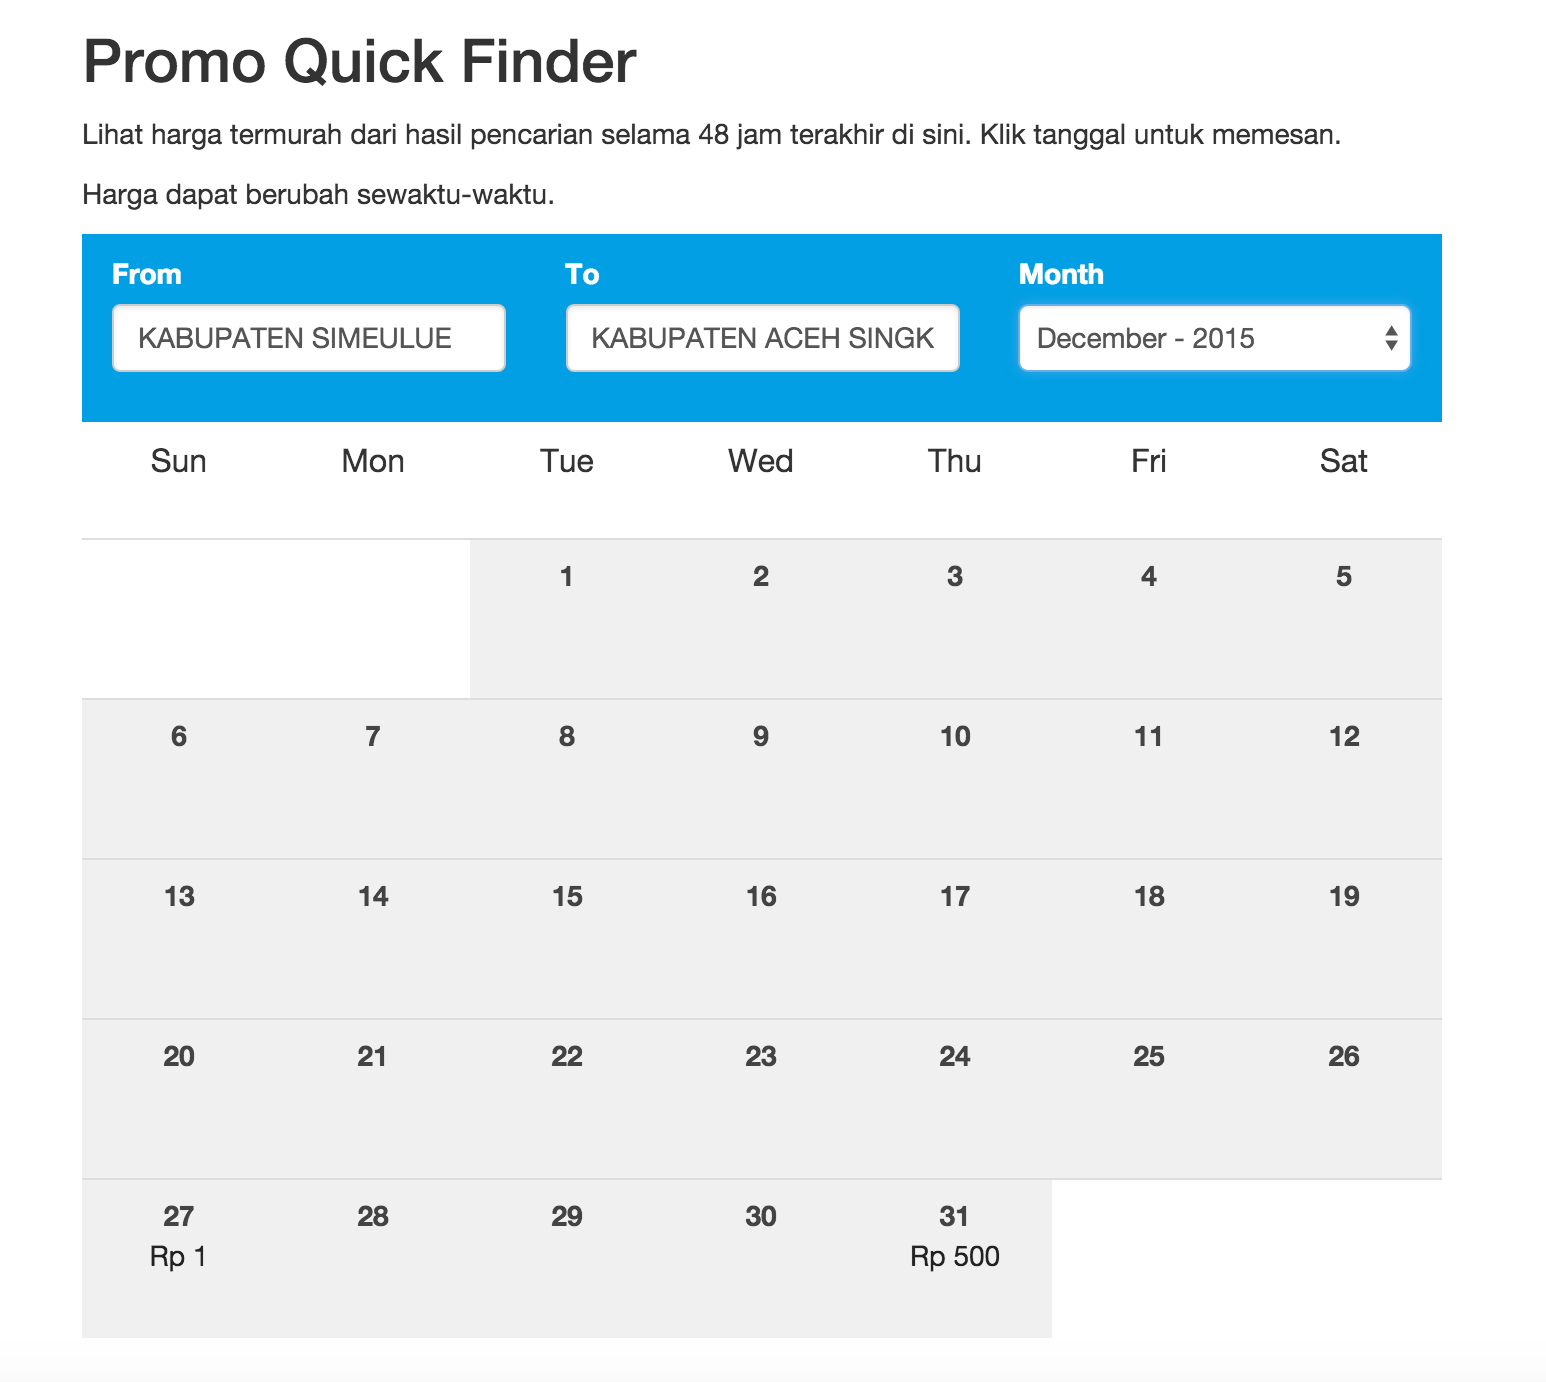 Promo Quick Finder
Lihat harga termurah dari hasil pencarian selama 48 jam terakhir di sini. Klik tanggal untuk memesan.
Harga dapat berubah sewaktu-waktu.
From To Month
KABUPATEN SIMEULUE KABUPATEN ACEH SINGK December - 2015
Sun Mon Tue Wed Thu Fri Sat
1 2 3 4 5
6 7 8 9 10 11 12
13 14 15 16 17 18 19
20 21 22 23 24 25 26
27 28 29 30 31
Rp 1 Rp 500